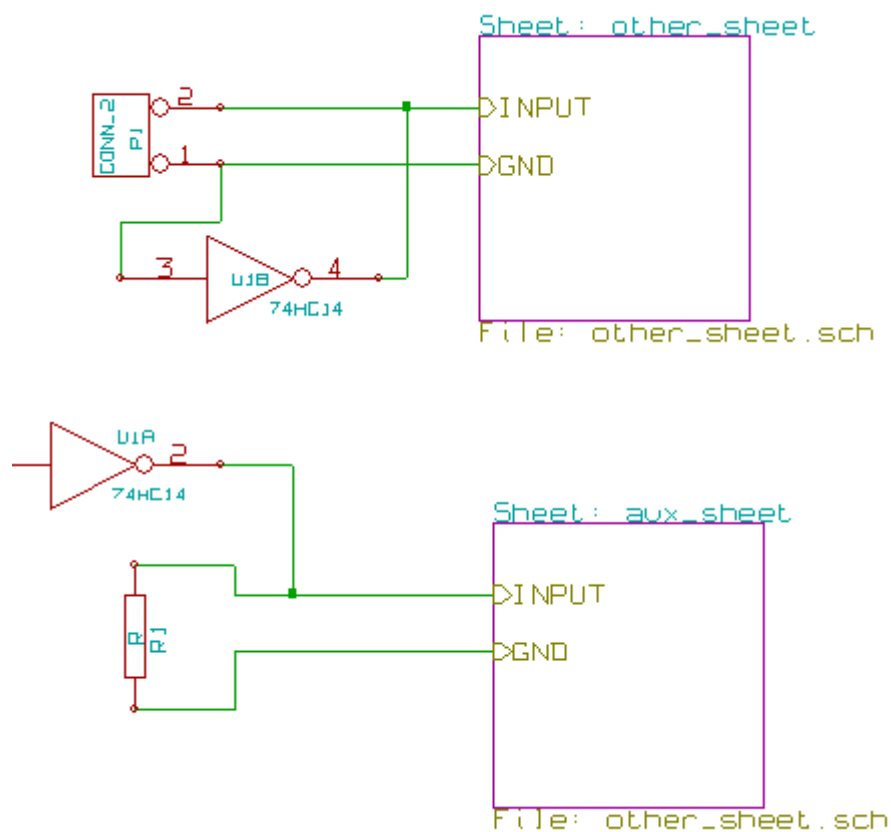 Sheet: other_sheet
2
CONN_2
P1
INPUT
1
GND
3
U1B
4
74HC14
File: other_sheet.sch
U1A
2
74HC14
Sheet: aux_sheet
INPUT
R
R1
GND
File: other_sheet.sch